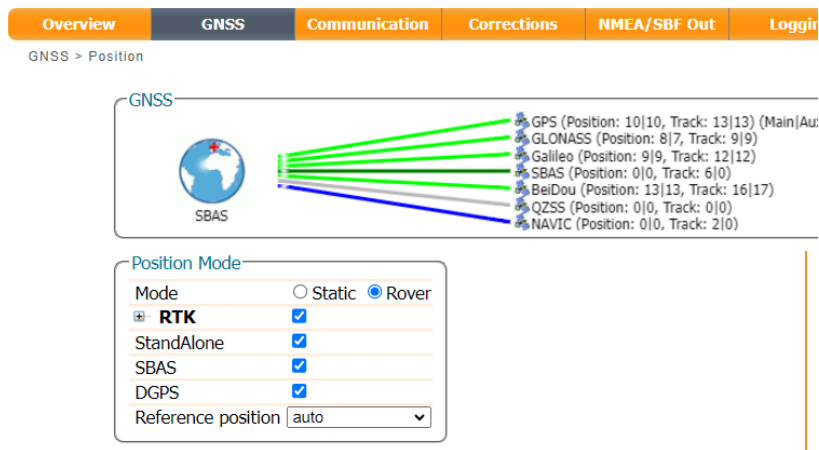 Overview GNSS Communication Corrections NMEA/SBF Out
GNSS > Position
GNSS
GPS (Position: 10|10, Track: 13|13) (Main|Aux
GLONASS (Position: 8|7, Track: 9|9)
Galileo (Position: 9|9, Track: 12|12)
SBAS (Position: 0|0, Track: 6|0)
BeiDou (Position: 13|13, Track: 16|17)
QZSS (Position: 0|0, Track: 0|0)
NAVIC (Position: 0|0, Track: 2|0)
SBAS
Position Mode
Mode Static Rover
RTK
StandAlone
SBAS
DGPS
Reference position auto